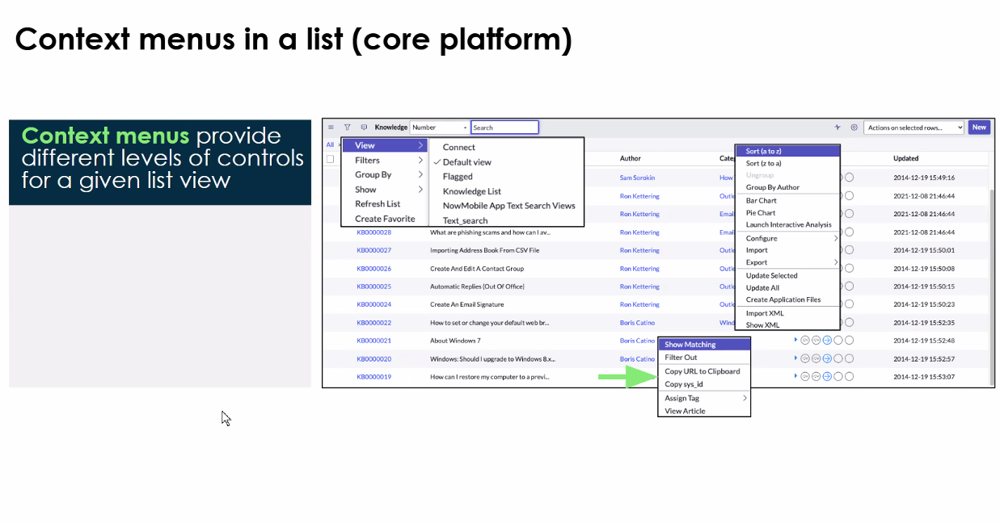 Context menus in a list (core platform)
Context menus provide
different levels of controls
for a given list view
Knowledge Number Search Actions on selected rows... New
All >
View
Filters
Group By
Show
Refresh List
Create Favorite
Connect
Default view
Flagged
Knowledge List
NowMobile App Text Search Views
Text_search
Author Updated
Sam Sorokin How 2014-12-19 15:49:16
Ron Kettering Outlo 2021-12-08 21:46:44
Ron Kettering Email 2021-12-08 21:46:44
KB0000028 What are phishing scams and how can I av... Ron Kettering Email 2021-12-08 21:46:44
KB0000027 Importing Address Book From CSV File Ron Kettering Outlo 2014-12-19 15:50:01
KB0000026 Create And Edit A Contact Group Ron Kettering Outlo 2014-12-19 15:50:08
KB0000025 Automatic Replies (Out Of Office) Ron Kettering Outlo 2014-12-19 15:50:15
KB0000024 Create An Email Signature Ron Kettering Outlo 2014-12-19 15:50:23
KB0000022 How to set or change your default web br... Boris Catino Wind 2014-12-19 15:52:35
KB0000021 About Windows 7 Boris Catino 2014-12-19 15:52:48
KB0000020 Windows: Should I upgrade to Windows 8.x... Boris Catino 2014-12-19 15:52:57
KB0000019 How can I restore my computer to a previ... 2014-12-19 15:53:07
Sort (a to z)
Sort (z to a)
Ungroup
Group By Author
Bar Chart
Pie Chart
Launch Interactive Analysis
Configure
Import
Export
Update Selected
Update All
Create Application Files
Import XML
Show XML
Show Matching
Filter Out
Copy URL to Clipboard
Copy sys_id
Assign Tag
View Article